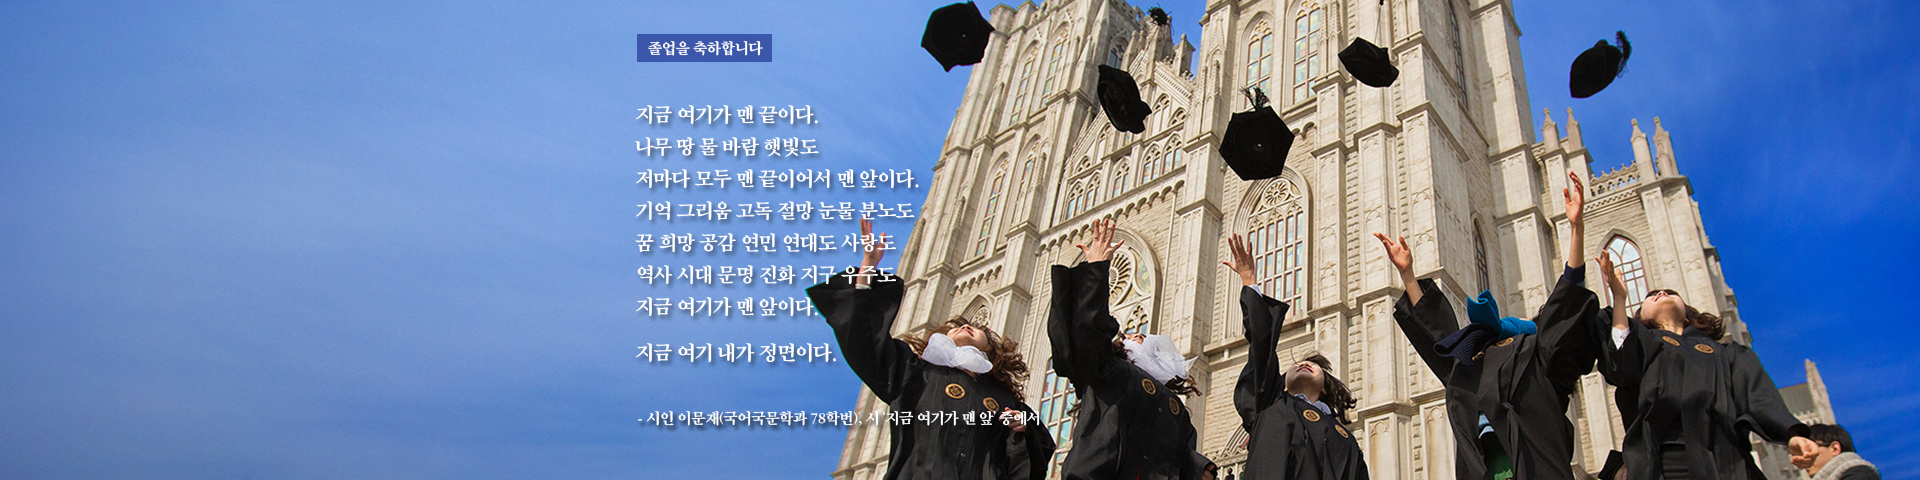 졸업을 축하합니다
지금 여기가 맨 끝이다.
나무 땅 물 바람 햇빛도
저마다 모두 맨 끝이어서 맨 앞이다.
기억 그리움 고독 절망 눈물 분노도
꿈 희망 공감 연민 연대도 사랑도
역사 시대 문명 진화 지구 우주도
지금 여기가 맨 앞이다.
지금 여기 내가 정면이다.
- 시인 이문재(국어국문학과 78학번), 시 '지금 여기가 맨 앞' 중에서